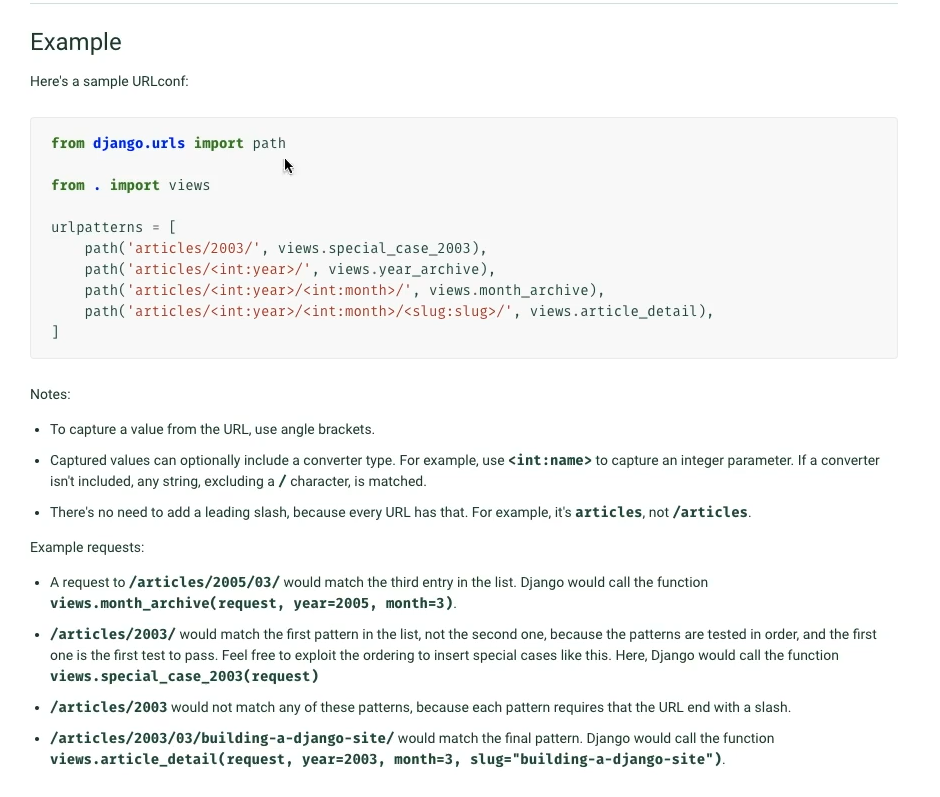 Example
Here's a sample URLconf:
from django.urls import path
from . import views
urlpatterns = [
    path('articles/2003/', views.special_case_2003),
    path('articles/<int:year>/', views.year_archive),
    path('articles/<int:year>/<int:month>/', views.month_archive),
    path('articles/<int:year>/<int:month>/<slug:slug>/', views.article_detail),
]
Notes:
• To capture a value from the URL, use angle brackets.
• Captured values can optionally include a converter type. For example, use <int:name> to capture an integer parameter. If a converter
isn't included, any string, excluding a / character, is matched.
• There's no need to add a leading slash, because every URL has that. For example, it's articles, not /articles.
Example requests:
• A request to /articles/2005/03/ would match the third entry in the list. Django would call the function
views.month_archive(request, year=2005, month=3).
• /articles/2003/ would match the first pattern in the list, not the second one, because the patterns are tested in order, and the first
one is the first test to pass. Feel free to exploit the ordering to insert special cases like this. Here, Django would call the function
views.special_case_2003(request)
• /articles/2003 would not match any of these patterns, because each pattern requires that the URL end with a slash.
• /articles/2003/03/building-a-django-site/ would match the final pattern. Django would call the function
views.article_detail(request, year=2003, month=3, slug="building-a-django-site").